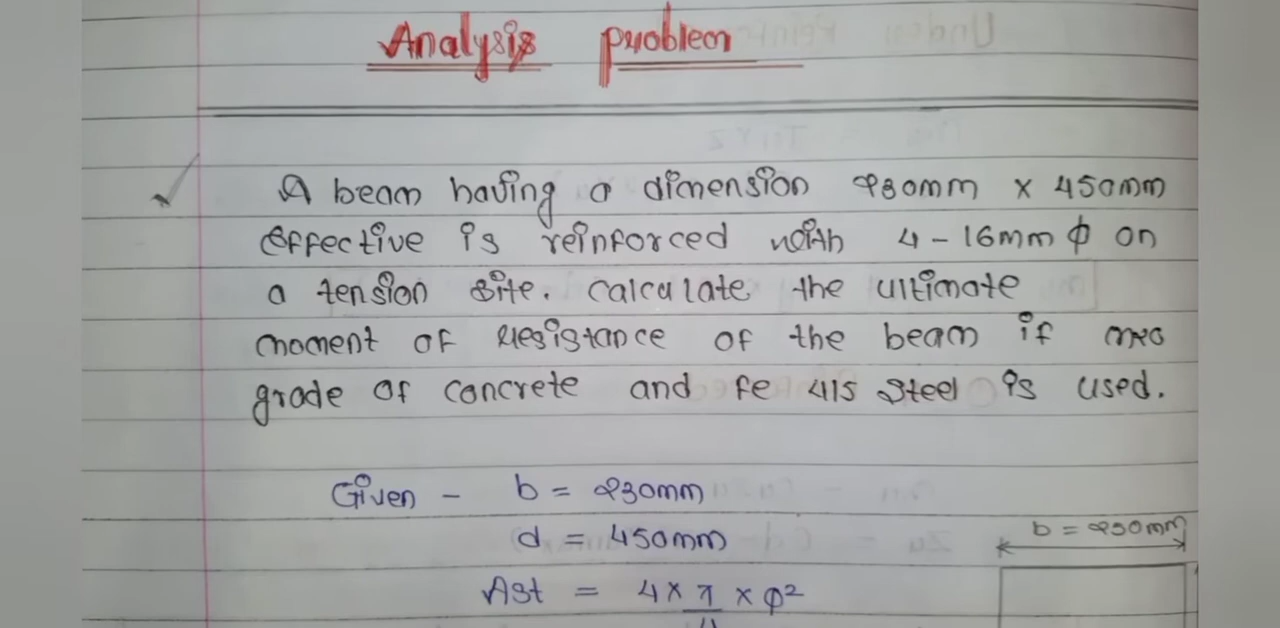 Analysis problem
A beam having a dimension 230mm x 450mm
effective is reinforced with 4-16mm ϕ on
a tension site. calculate the ultimate
moment of resistance of the beam if M20
grade of concrete and fe 415 steel is used.
Given - b = 230mm
d = 450mm
b = 230mm
Ast = 4 x π x ϕ²
4